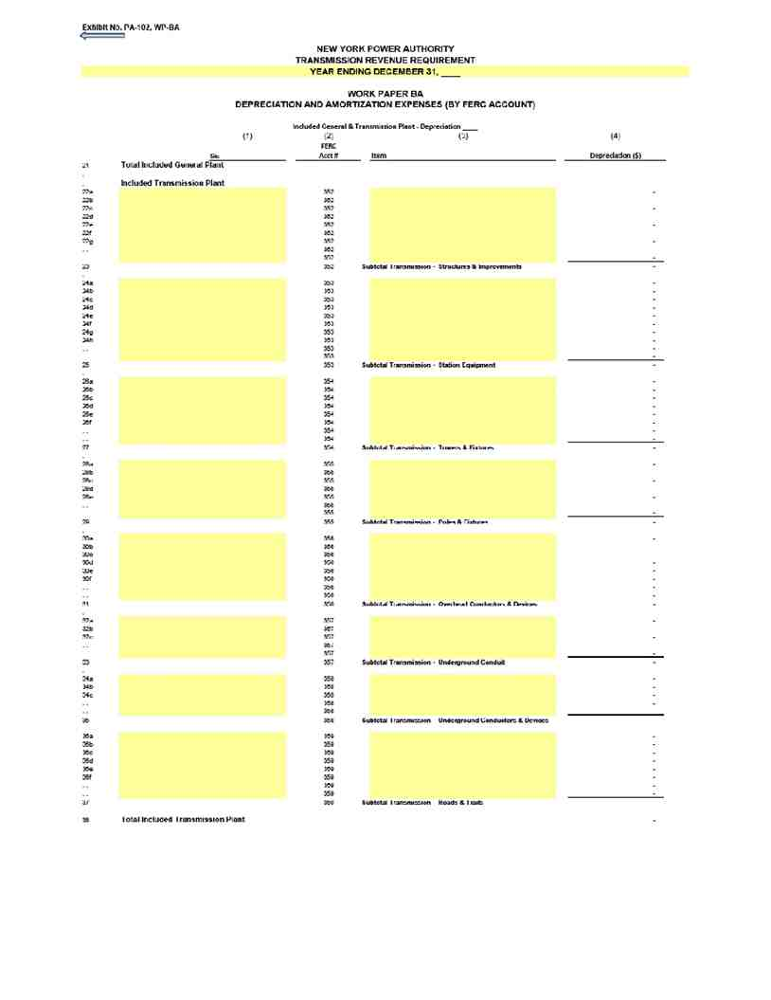 Exhibit No. PA-102, WP-BA
NEW YORK POWER AUTHORITY
TRANSMISSION REVENUE REQUIREMENT
YEAR ENDING DECEMBER 31, ____
WORK PAPER BA
DEPRECIATION AND AMORTIZATION EXPENSES (BY FERC ACCOUNT)
Included General & Transmission Plant - Depreciation ____
(1) (2) (3) (4)
FERC
Site Acct # Item Depreciation ($)
21 Total Included General Plant
Included Transmission Plant
22a 352 -
22b 352
22c 352 -
22d 352
22e 352 -
22f 352
22g 352 -
. . 352
352 -
23 352 Subtotal Transmission - Structures & Improvements -
24a 353 -
24b 353 -
24c 353 -
24d 353 -
24e 353 -
24f 353 -
24g 353 -
24h 353 -
. . 353 -
353 -
25 353 Subtotal Transmission - Station Equipment -
26a 354 -
26b 354 -
26c 354 -
26d 354 -
26e 354 -
26f 354 -
. . 354 -
. . 354 -
27 354 Subtotal Transmission - Towers & Fixtures -
28a 355 -
28b 355
28c 355 -
28d 355
28e 355 -
. . 355
355 -
29 355 Subtotal Transmission - Poles & Fixtures -
30a 356 -
30b 356
30c 356
30d 356 -
30e 356 -
30f 356 -
. . 356 -
. . 356 -
31 356 Subtotal Transmission - Overhead Conductors & Devices -
32a 357 -
32b 357
32c 357 -
. . 357
357 -
33 357 Subtotal Transmission - Underground Conduit -
34a 358 -
34b 358 -
34c 358 -
. . 358 -
. . 358
35 358 Subtotal Transmission - Underground Conductors & Devices
36a 359 -
36b 359 -
36c 359 -
36d 359 -
36e 359 -
36f 359 -
. . 359 -
. . 359 -
37 359 Subtotal Transmission - Roads & Trails
38 Total Included Transmission Plant -